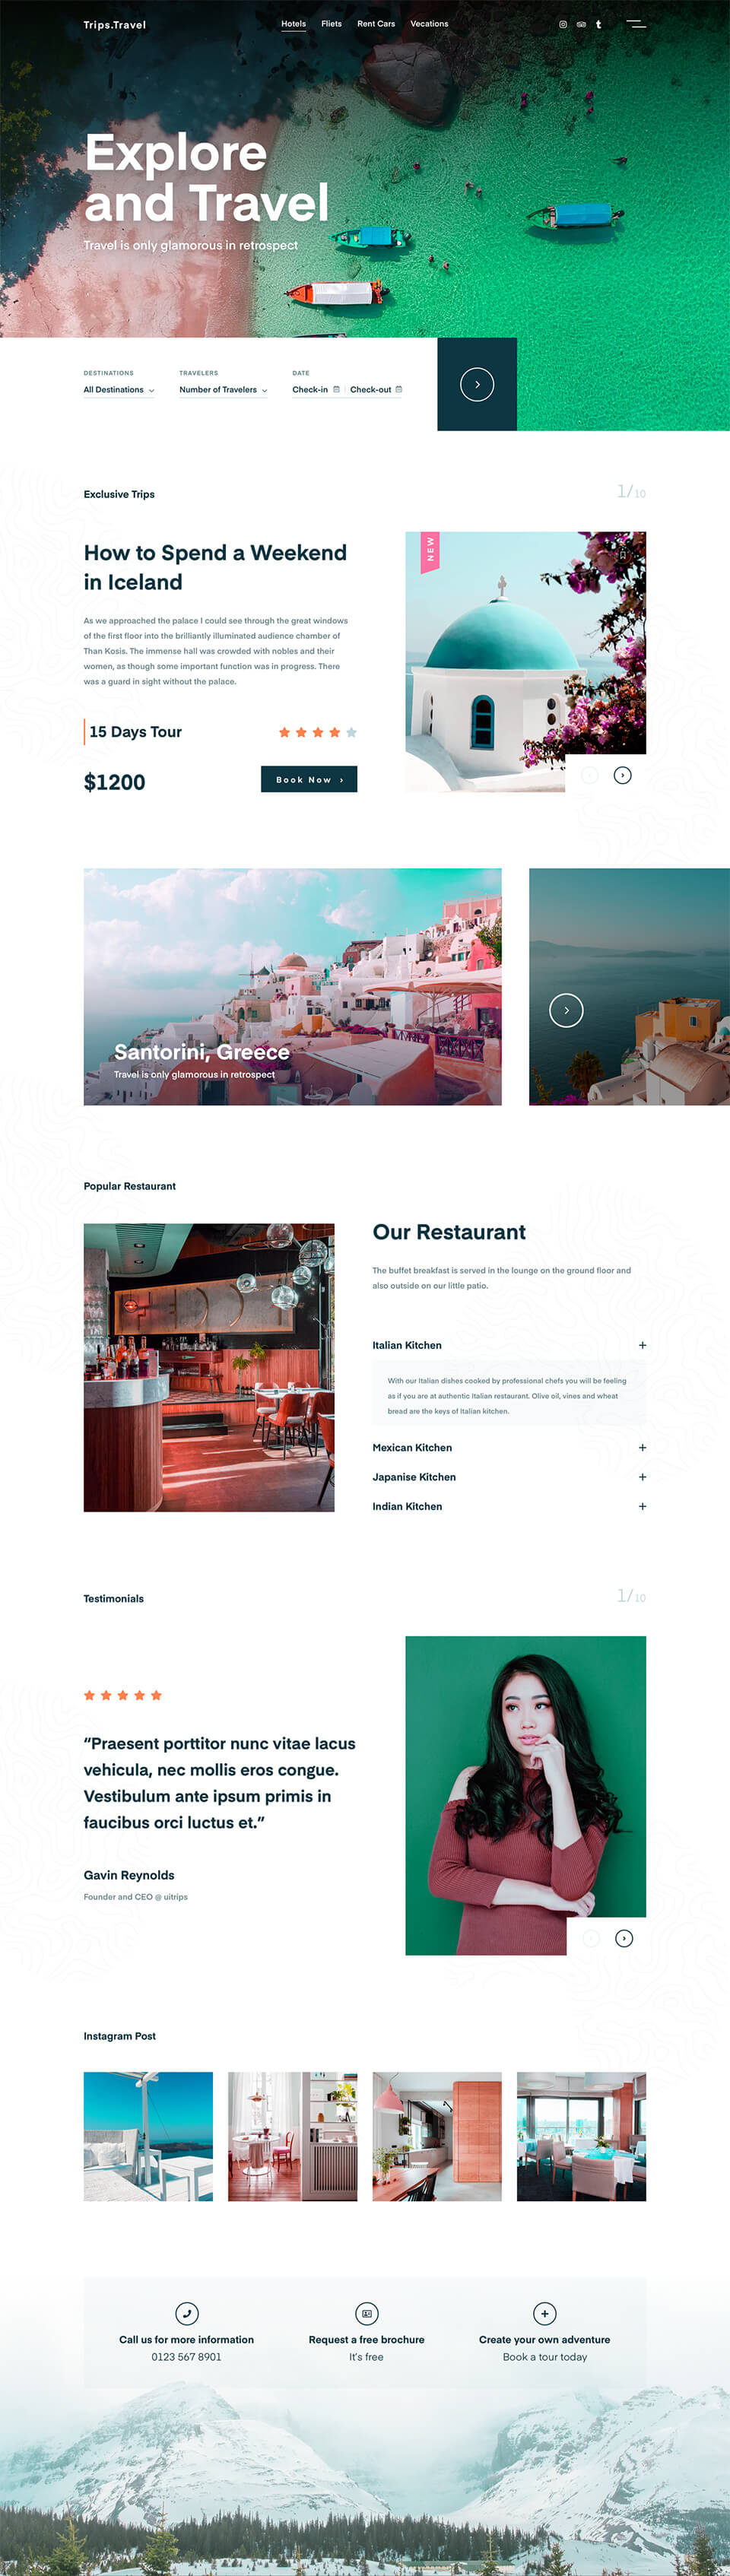 Trips.Travel
Hotels Fliets Rent Cars Vecations
Explore
and Travel
Travel is only glamorous in retrospect
DESTINATIONS
All Destinations
TRAVELERS
Number of Travelers
DATE
Check-in | Check-out
Exclusive Trips
1/10
How to Spend a Weekend
in Iceland
As we approached the palace I could see through the great windows
of the first floor into the brilliantly illuminated audience chamber of
Than Kosis. The immense hall was crowded with nobles and their
women, as though some important function was in progress. There
was a guard in sight without the palace.
15 Days Tour
$1200
Book Now ›
NEW
Santorini, Greece
Travel is only glamorous in retrospect
Popular Restaurant
Our Restaurant
The buffet breakfast is served in the lounge on the ground floor and
also outside on our little patio.
Italian Kitchen +
With our Italian dishes cooked by professional chefs you will be feeling
as if you are at authentic Italian restaurant. Olive oil, vines and wheat
bread are the keys of Italian kitchen.
Mexican Kitchen +
Japanise Kitchen +
Indian Kitchen +
Testimonials
1/10
“Praesent porttitor nunc vitae lacus
vehicula, nec mollis eros congue.
Vestibulum ante ipsum primis in
faucibus orci luctus et.”
Gavin Reynolds
Founder and CEO @ uitrips
Instagram Post
Call us for more information
0123 567 8901
Request a free brochure
It's free
Create your own adventure
Book a tour today